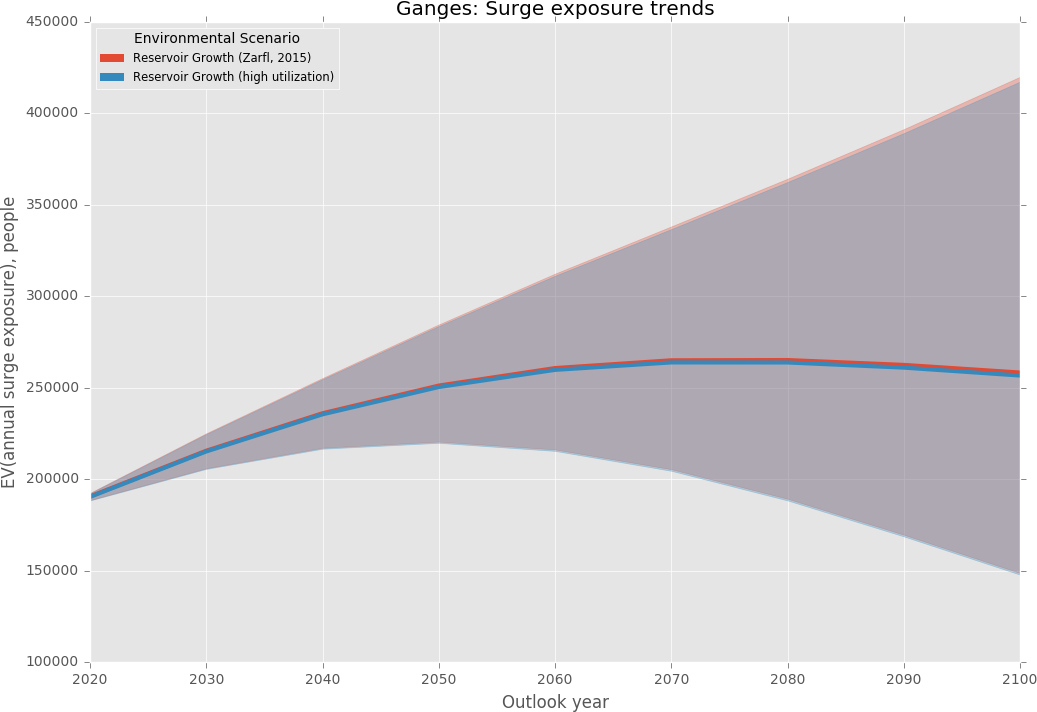 Ganges: Surge exposure trends
Environmental Scenario
Reservoir Growth (Zarfl, 2015)
Reservoir Growth (high utilization)
EV(annual surge exposure), people
450000
400000
350000
300000
250000
200000
150000
100000
2020 2030 2040 2050 2060 2070 2080 2090 2100
Outlook year